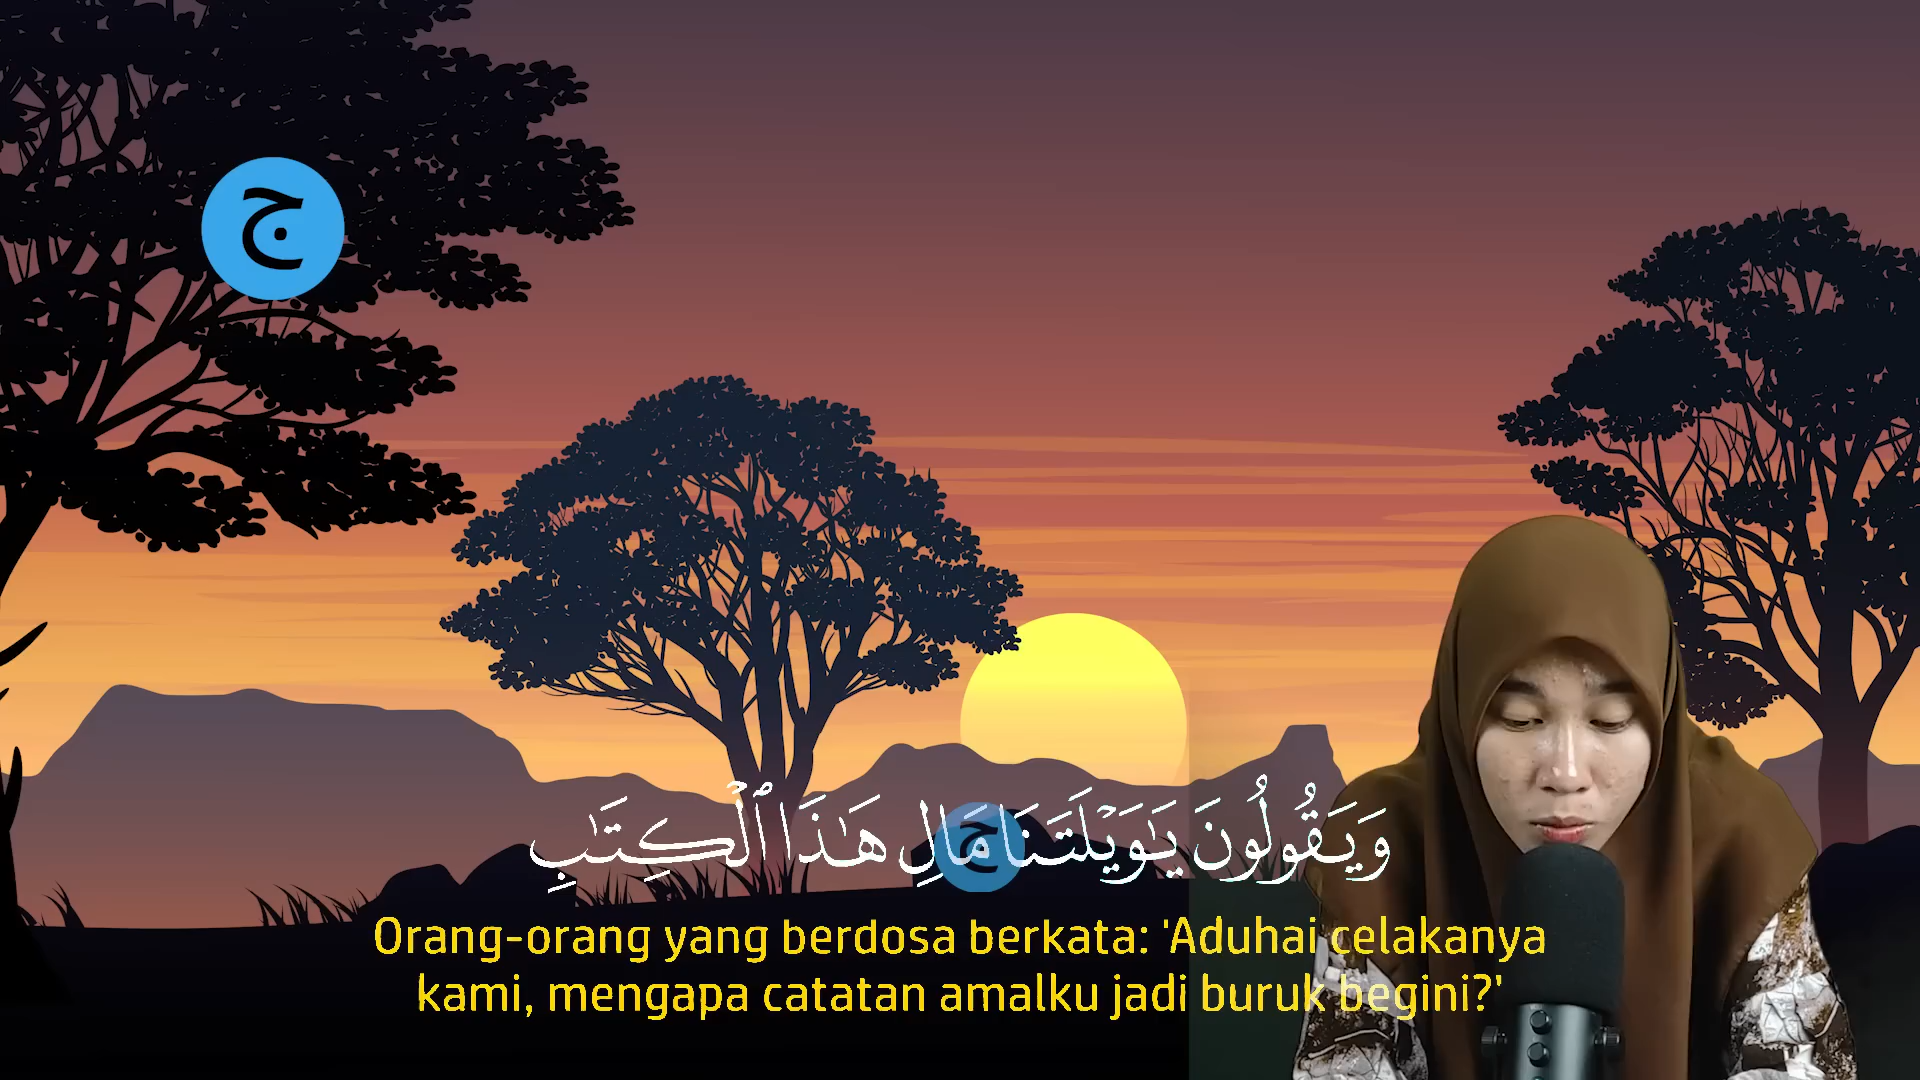 ج
وَيَقُولُونَ يَـٰوَيْلَتَنَا مَالِ هَـٰذَا ٱلْكِتَـٰبِ
ج
Orang-orang yang berdosa berkata: 'Aduhai celakanya
kami, mengapa catatan amalku jadi buruk begini?'